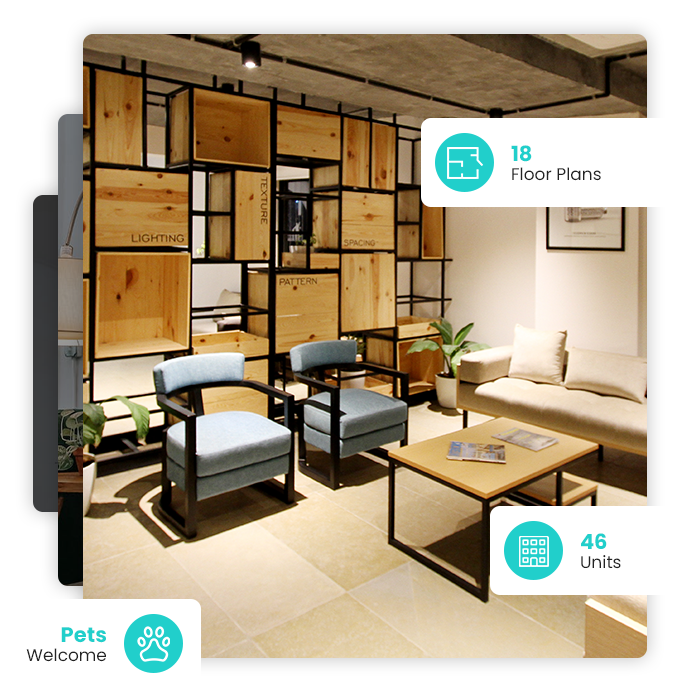 18
Floor Plans
TEXTURE
LIGHTING
SPACING
PATTERN
46
Units
Pets
Welcome